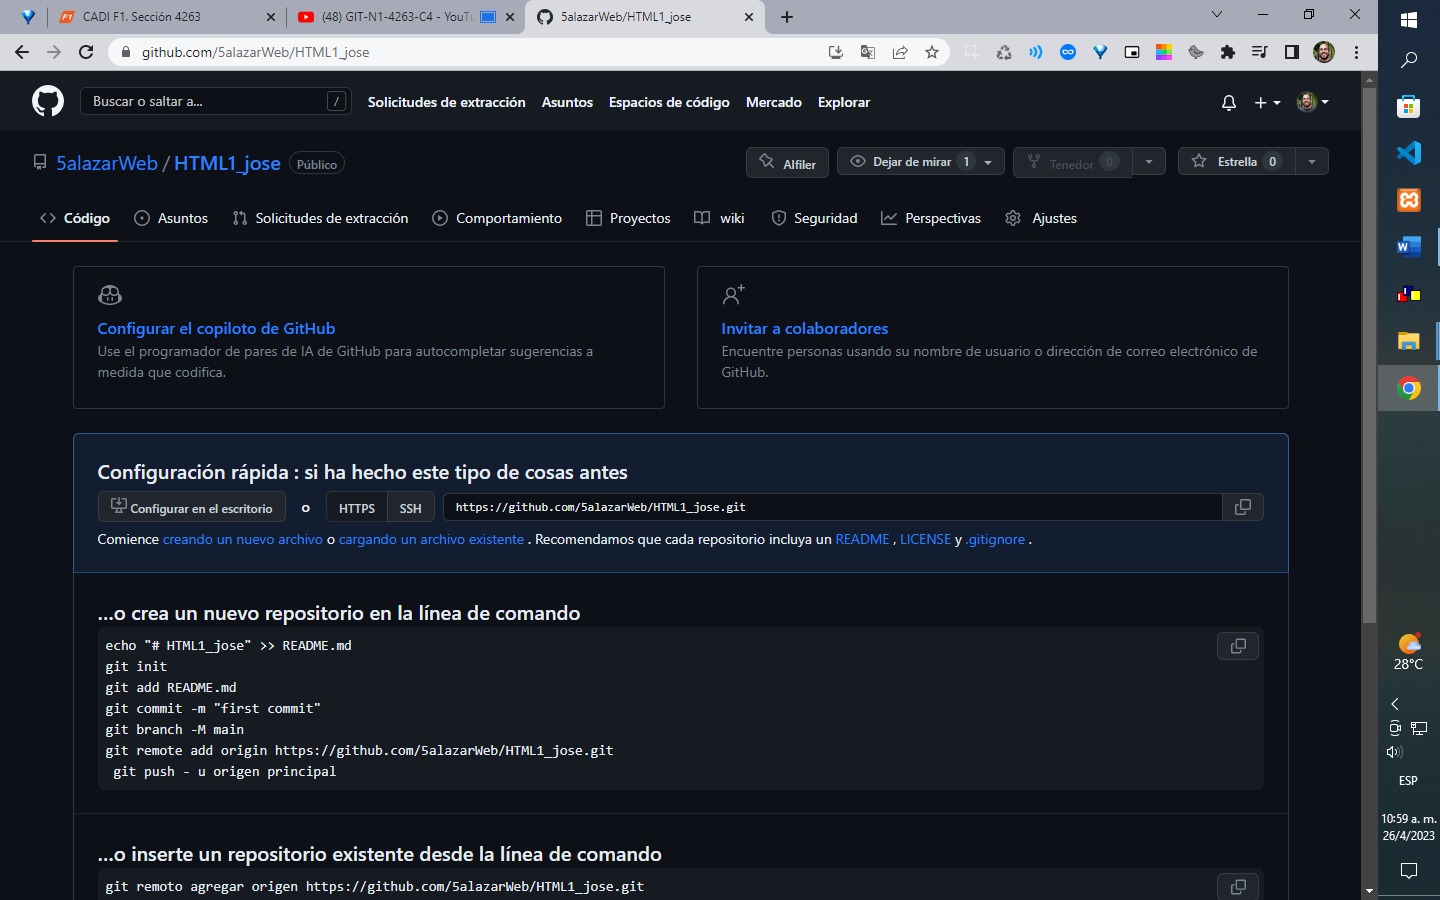 CADI F1. Sección 4263
(48) GIT-N1-4263-C4 - YouTu
5alazarWeb/HTML1_jose
github.com/5alazarWeb/HTML1_jose
Buscar o saltar a...
/
Solicitudes de extracción
Asuntos
Espacios de código
Mercado
Explorar
5alazarWeb / HTML1_jose
Público
Alfiler
Dejar de mirar 1
Tenedor 0
Estrella 0
Código
Asuntos
Solicitudes de extracción
Comportamiento
Proyectos
wiki
Seguridad
Perspectivas
Ajustes
Configurar el copiloto de GitHub
Use el programador de pares de IA de GitHub para autocompletar sugerencias a
medida que codifica.
Invitar a colaboradores
Encuentre personas usando su nombre de usuario o dirección de correo electrónico de
GitHub.
Configuración rápida : si ha hecho este tipo de cosas antes
Configurar en el escritorio
o
HTTPS
SSH
https://github.com/5alazarWeb/HTML1_jose.git
Comience creando un nuevo archivo o cargando un archivo existente . Recomendamos que cada repositorio incluya un README , LICENSE y .gitignore .
...o crea un nuevo repositorio en la línea de comando
echo "# HTML1_jose" >> README.md
git init
git add README.md
git commit -m "first commit"
git branch -M main
git remote add origin https://github.com/5alazarWeb/HTML1_jose.git
git push - u origen principal
...o inserte un repositorio existente desde la línea de comando
git remoto agregar origen https://github.com/5alazarWeb/HTML1_jose.git
28°C
ESP
10:59 a. m.
26/4/2023